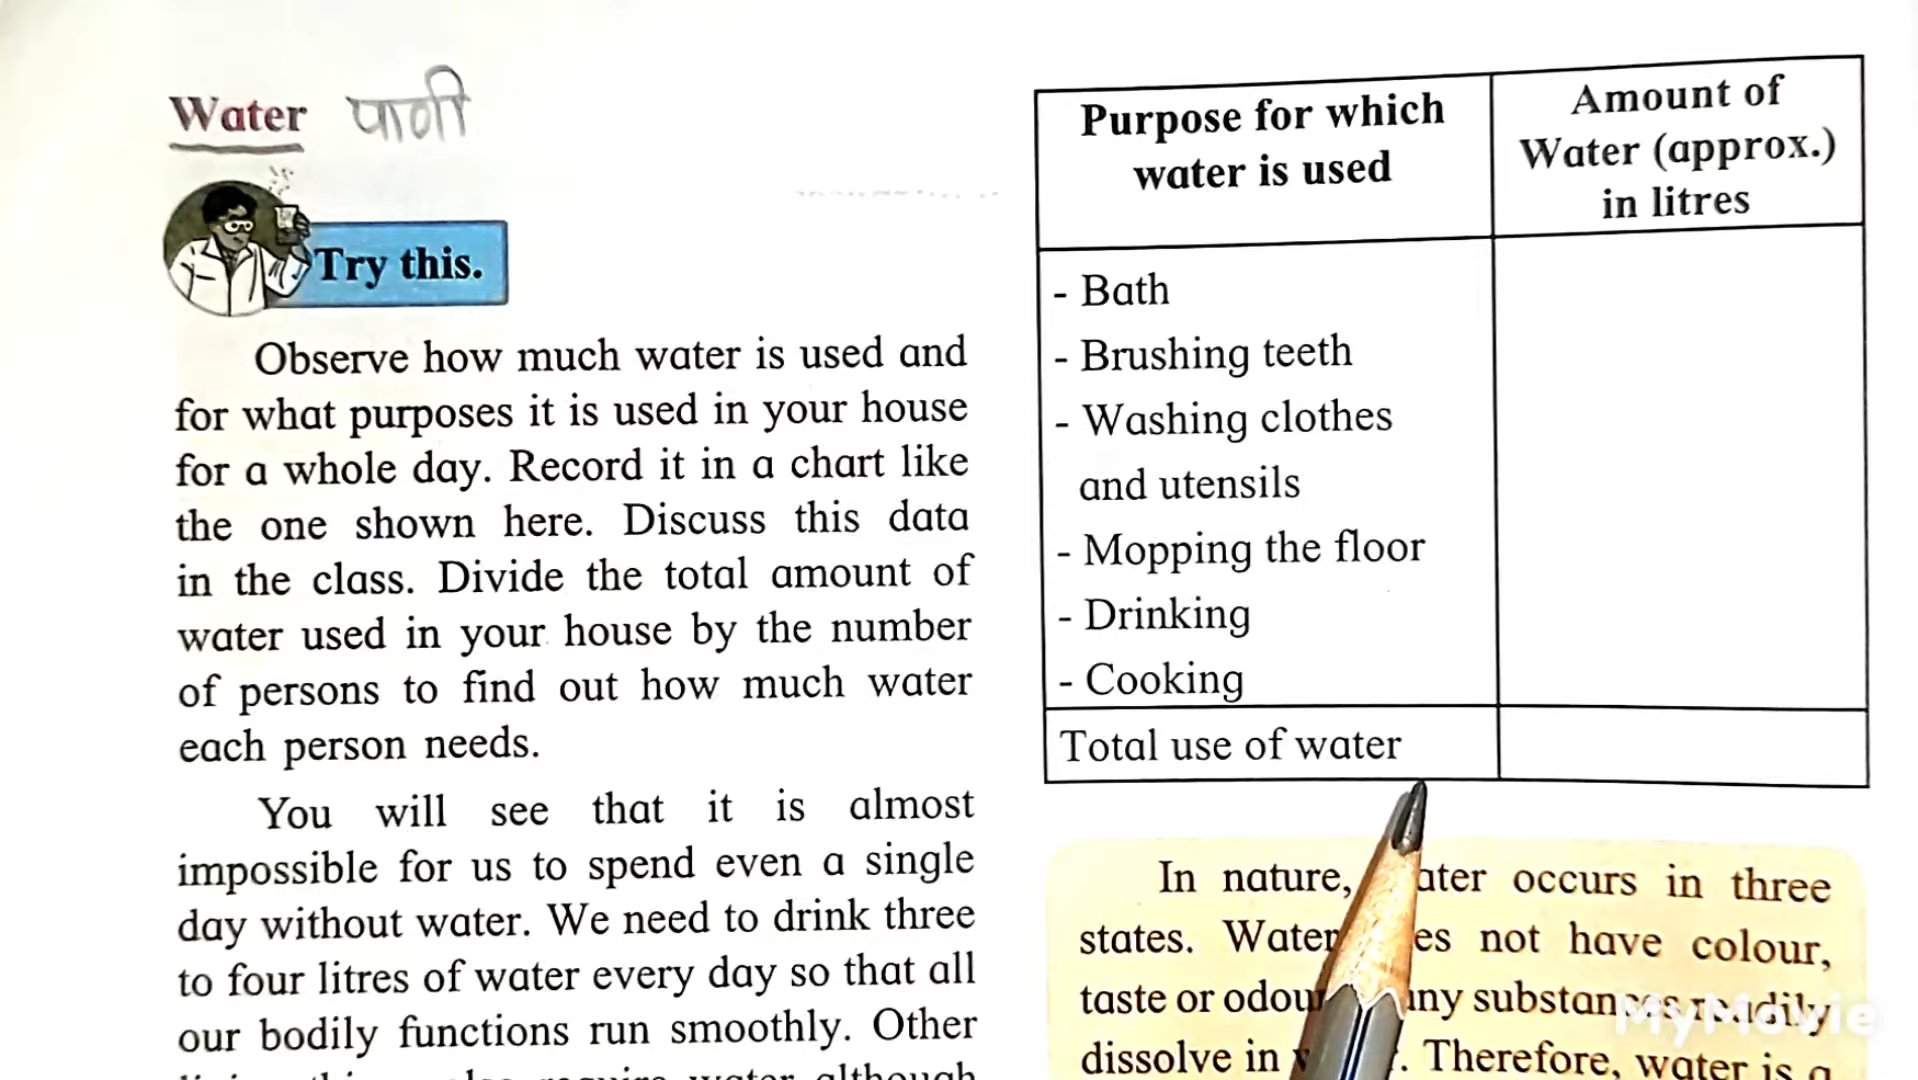 Water पाणी
Try this.
Observe how much water is used and
for what purposes it is used in your house
for a whole day. Record it in a chart like
the one shown here. Discuss this data
in the class. Divide the total amount of
water used in your house by the number
of persons to find out how much water
each person needs.
You will see that it is almost
impossible for us to spend even a single
day without water. We need to drink three
to four litres of water every day so that all
our bodily functions run smoothly. Other
Purpose for which
water is used
Amount of
Water (approx.)
in litres
- Bath
- Brushing teeth
- Washing clothes
and utensils
- Mopping the floor
- Drinking
- Cooking
Total use of water
In nature, occurs in three
states. Water not have colour,
taste or substances readily
dissolve in . Therefore, water is a
MyMovie